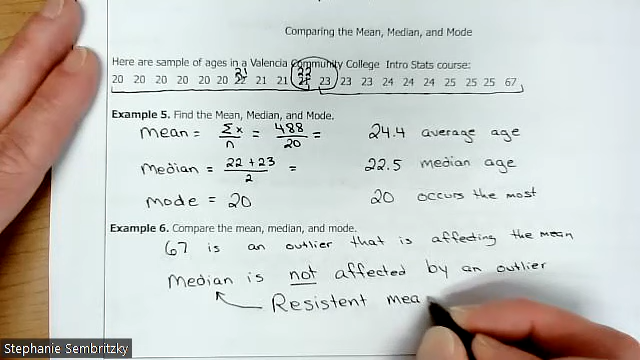 Comparing the Mean, Median, and Mode
Here are sample of ages in a Valencia Community College Intro Stats course:
20 20 20 20 20 20 21 21 21 22 23 23 23 24 24 24 25 25 25 67
Example 5. Find the Mean, Median, and Mode.
Mean = Σx/n = 488/20 = 24.4 average age
Median = 22+23/2 = 22.5 median age
mode = 20 20 occurs the most
Example 6. Compare the mean, median, and mode.
67 is an outlier that is affecting the mean
Median is not affected by an outlier
Resistent mea
Stephanie Sembritzky